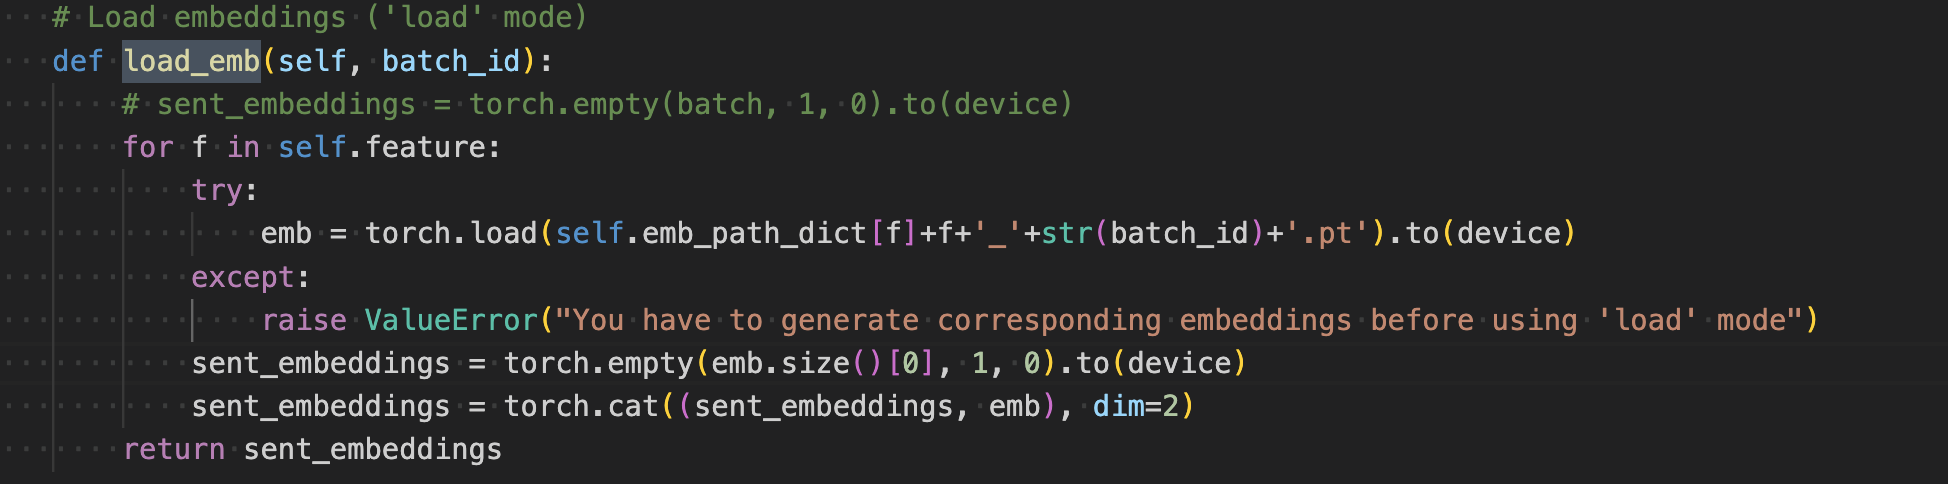 # Load embeddings ('load' mode)
def load_emb(self, batch_id):
# sent_embeddings = torch.empty(batch, 1, 0).to(device)
for f in self.feature:
try:
emb = torch.load(self.emb_path_dict[f]+f+'_'+str(batch_id)+'.pt').to(device)
except:
raise ValueError("You have to generate corresponding embeddings before using 'load' mode")
sent_embeddings = torch.empty(emb.size()[0], 1, 0).to(device)
sent_embeddings = torch.cat((sent_embeddings, emb), dim=2)
return sent_embeddings